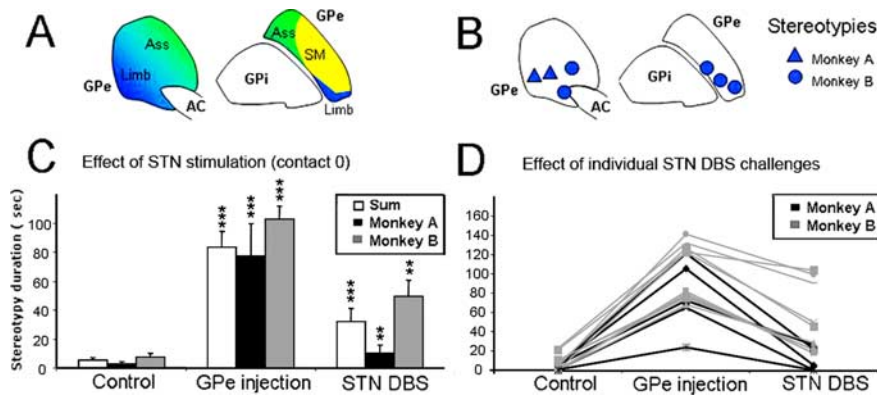 A
Ass
Limb
GPe
AC
GPe
Ass
SM
GPi
Limb
B
GPe
GPi
GPe
AC
Stereotypies
Monkey A
Monkey B
C
Effect of STN stimulation (contact 0)
Stereotypy duration ( sec)
100
80
60
40
20
0
***
***
***
***
**
**
Sum
Monkey A
Monkey B
Control
GPe injection
STN DBS
D
Effect of individual STN DBS challenges
160
140
120
100
80
60
40
20
0
Monkey A
Monkey B
Control
GPe injection
STN DBS